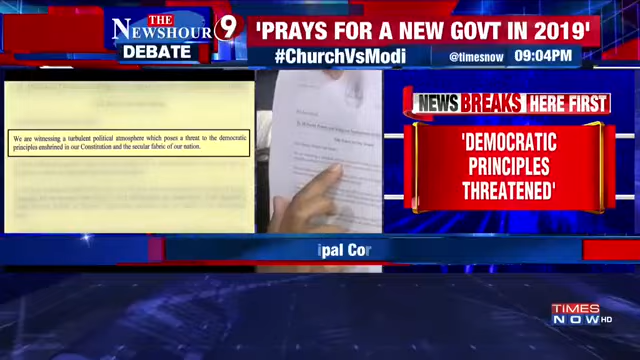 THE
NEWSHOUR 9
DEBATE
'PRAYS FOR A NEW GOVT IN 2019'
#ChurchVsModi
@timesnow
09:04PM
We are witnessing a turbulent political atmosphere which poses a threat to the democratic
principles enshrined in our Constitution and the secular fabric of our nation.
NEWS BREAKS HERE FIRST
'DEMOCRATIC
PRINCIPLES
THREATENED'
ipal Cor
TIMES
NOW HD